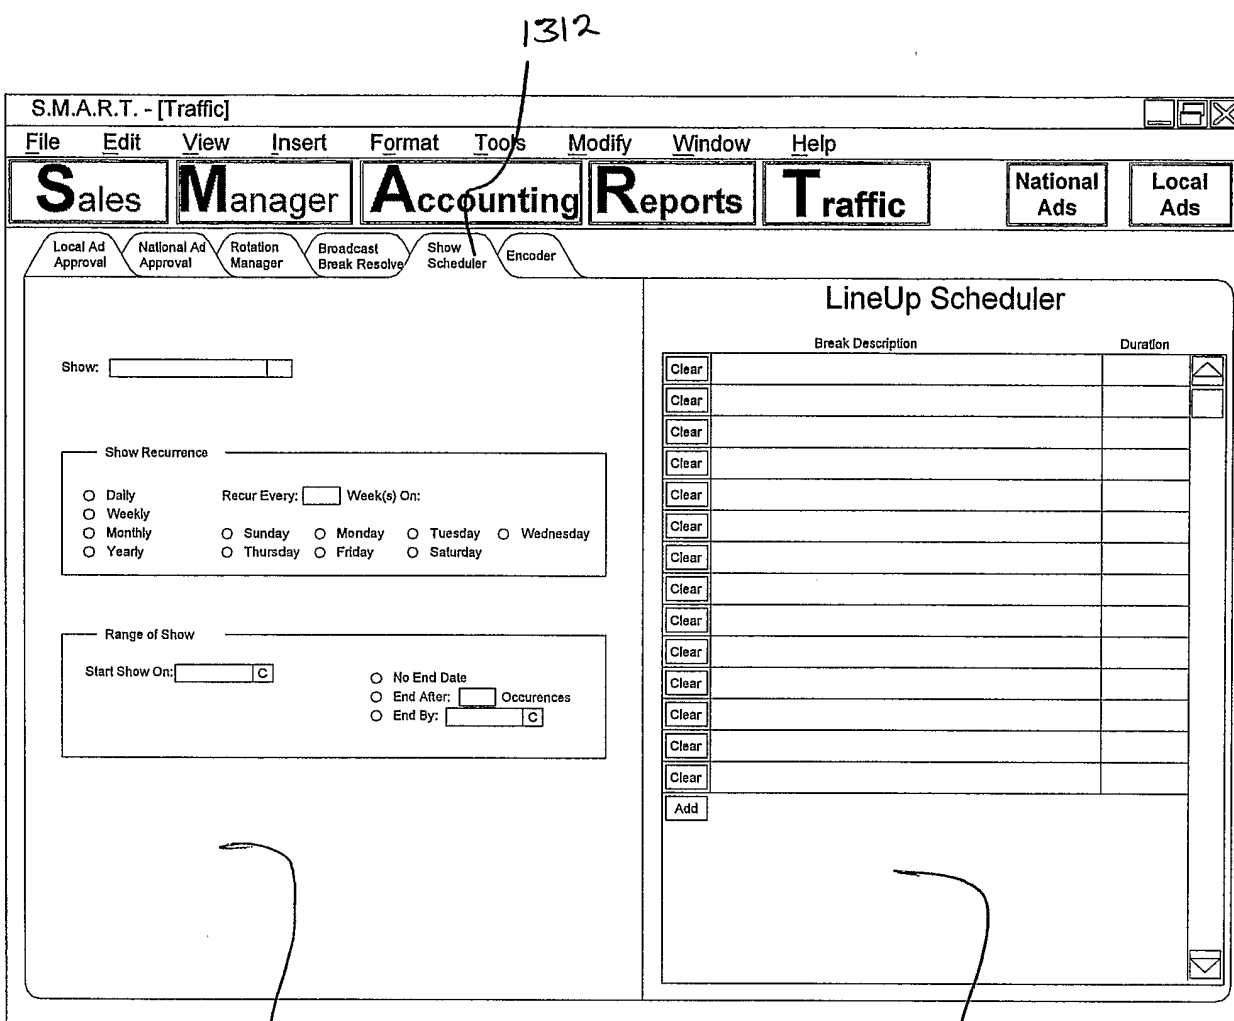 1312
S.M.A.R.T. - [Traffic]
File Edit View Insert Format Tools Modify Window Help
Sales Manager Accounting Reports Traffic National Ads Local Ads
Local Ad Approval National Ad Approval Rotation Manager Broadcast Break Resolve Show Scheduler Encoder
LineUp Scheduler
Break Description Duration
Show:
Clear
Clear
Clear
Clear
Clear
Clear
Clear
Clear
Clear
Clear
Clear
Clear
Clear
Clear
Add
Show Recurrence
Daily Recur Every: Week(s) On:
Weekly
Monthly Sunday Monday Tuesday Wednesday
Yearly Thursday Friday Saturday
Range of Show
Start Show On: C
No End Date
End After: Occurences
End By: C